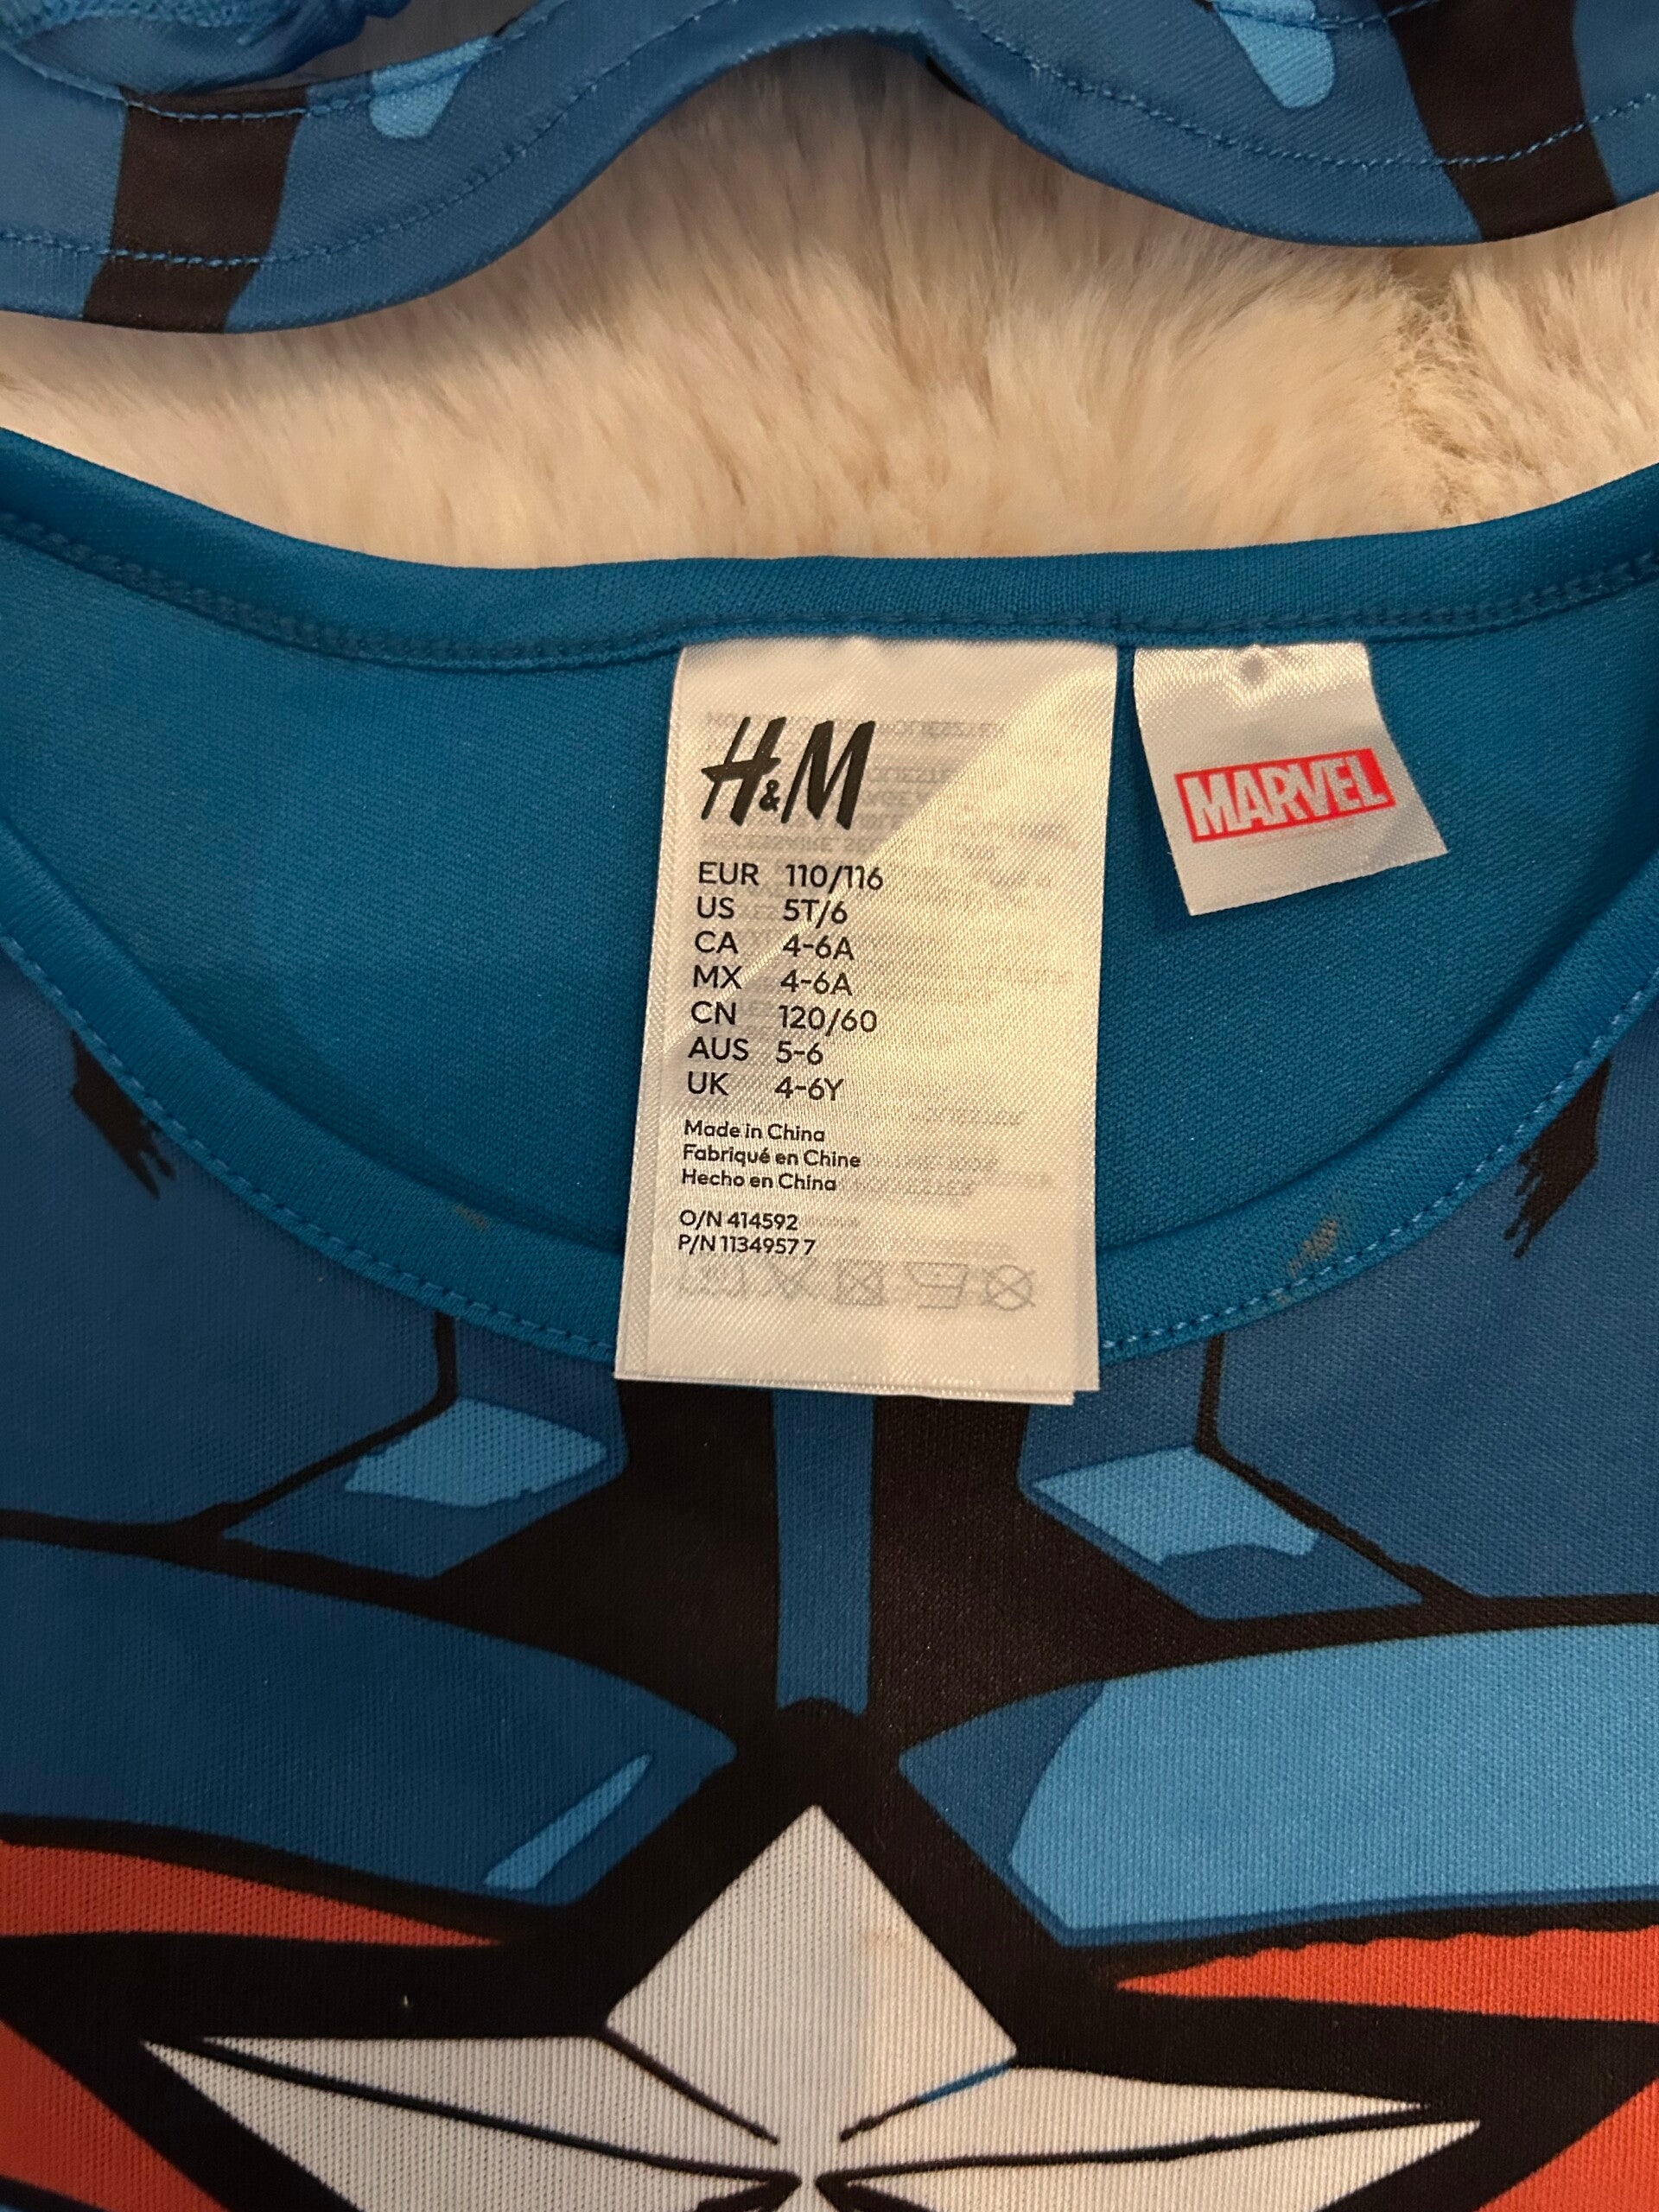 H&M
EUR 110/116
US 5T/6
CA 4-6A
MX 4-6A
CN 120/60
AUS 5-6
UK 4-6Y
Made in China
Fabriqué en Chine
Hecho en China
O/N 414592
P/N 1134957 7
MARVEL